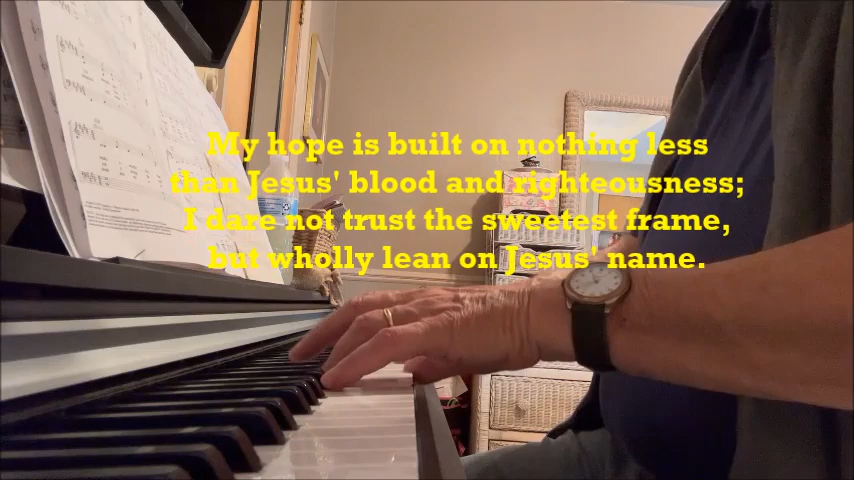 My hope is built on nothing less
than Jesus' blood and righteousness;
I dare not trust the sweetest frame,
but wholly lean on Jesus' name.